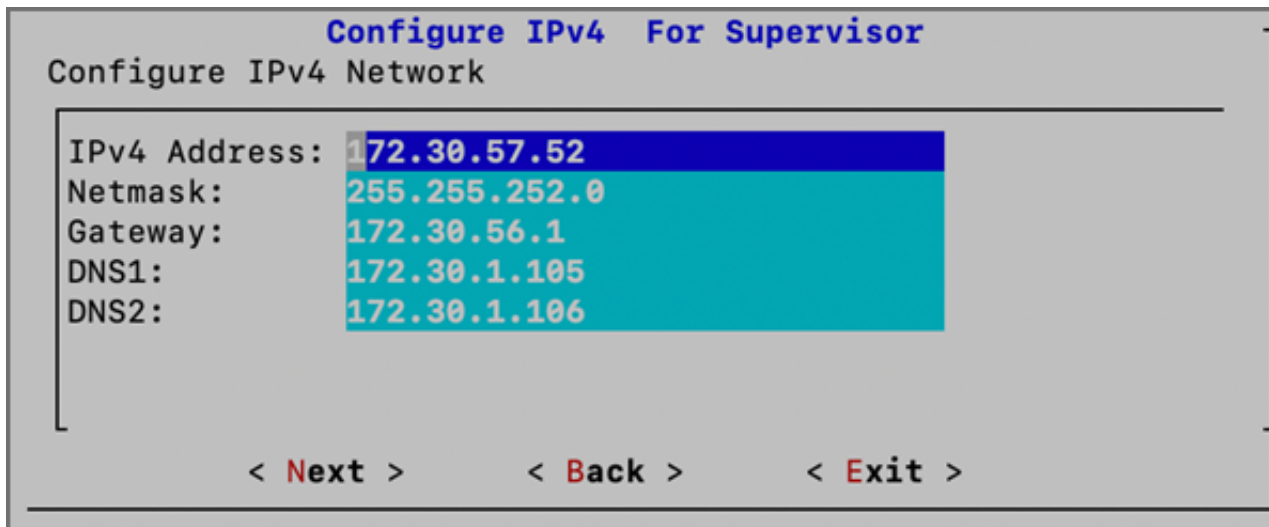 Configure IPv4  For Supervisor
Configure IPv4 Network
IPv4 Address: 172.30.57.52
Netmask: 255.255.252.0
Gateway: 172.30.56.1
DNS1: 172.30.1.105
DNS2: 172.30.1.106
< Next > < Back > < Exit >